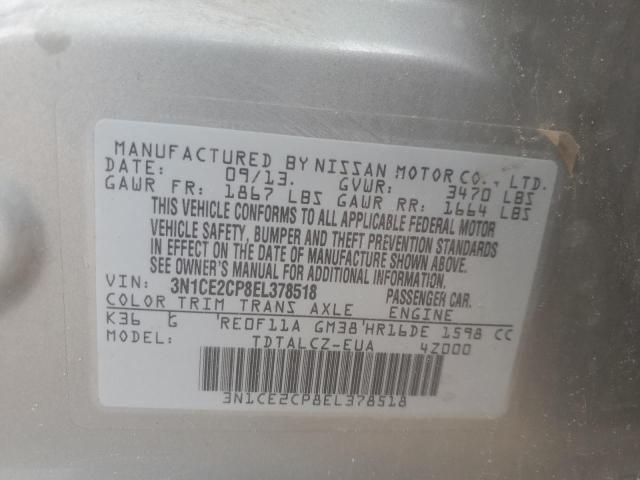 MANUFACTURED BY NISSAN MOTOR CO., LTD.
DATE: 09/13. GVWR: 3470 LBS
GAWR FR: 1867 LBS GAWR RR: 1664 LBS
THIS VEHICLE CONFORMS TO ALL APPLICABLE FEDERAL MOTOR
VEHICLE SAFETY, BUMPER AND THEFT PREVENTION STANDARDS
IN EFFECT ON THE DATE OF MANUFACTURE SHOWN ABOVE.
SEE OWNER'S MANUAL FOR ADDITIONAL INFORMATION.
VIN: 3N1CE2CP8EL378518 PASSENGER CAR.
COLOR TRIM TRANS AXLE ENGINE
K36 G RE0F11A GM38 HR16DE 1598 CC
MODEL: TDTALCZ-EUA 4Z000
3N1CE2CP8EL378518